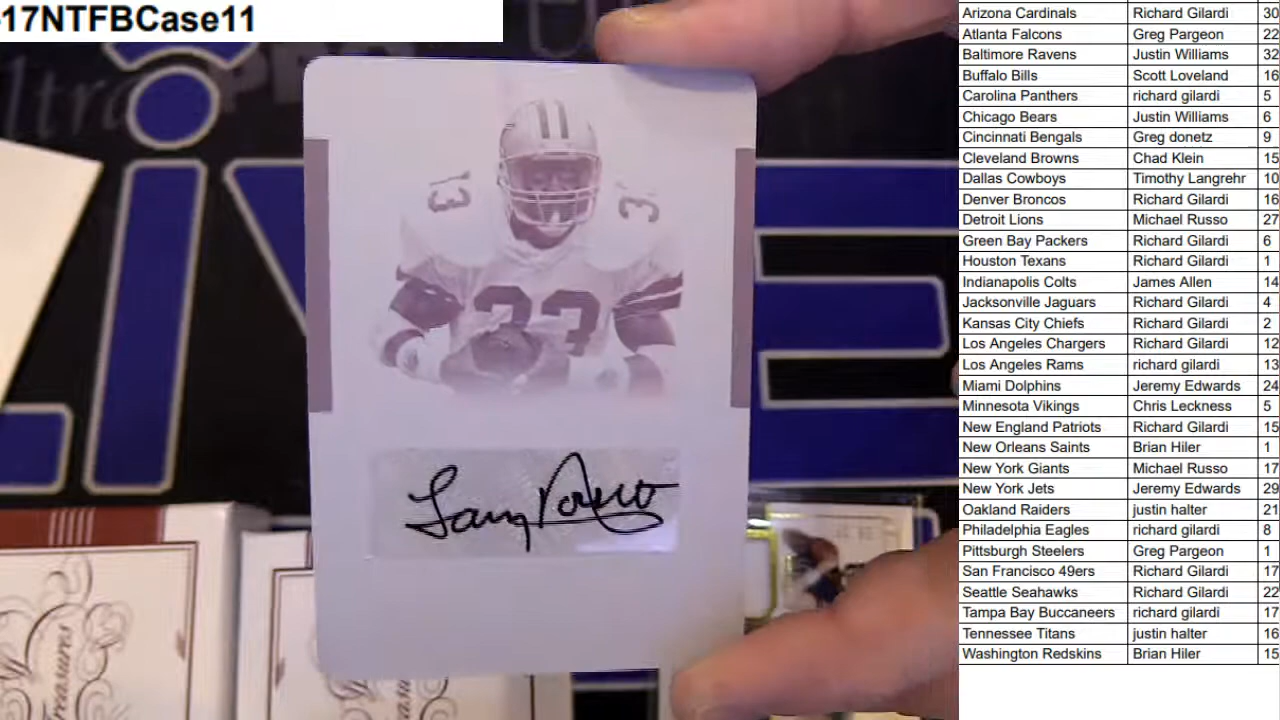 -17NTFBCase11
Arizona Cardinals Richard Gilardi 30
Atlanta Falcons Greg Pargeon 22
Baltimore Ravens Justin Williams 32
Buffalo Bills Scott Loveland 16
Carolina Panthers richard gilardi 5
Chicago Bears Justin Williams 6
Cincinnati Bengals Greg donetz 9
Cleveland Browns Chad Klein 15
Dallas Cowboys Timothy Langrehr 10
Denver Broncos Richard Gilardi 16
Detroit Lions Michael Russo 27
Green Bay Packers Richard Gilardi 6
Houston Texans Richard Gilardi 1
Indianapolis Colts James Allen 14
Jacksonville Jaguars Richard Gilardi 4
Kansas City Chiefs Richard Gilardi 2
Los Angeles Chargers Richard Gilardi 12
Los Angeles Rams richard gilardi 13
Miami Dolphins Jeremy Edwards 24
Minnesota Vikings Chris Leckness 5
New England Patriots Richard Gilardi 15
New Orleans Saints Brian Hiler 1
New York Giants Michael Russo 17
New York Jets Jeremy Edwards 29
Oakland Raiders justin halter 21
Philadelphia Eagles richard gilardi 8
Pittsburgh Steelers Greg Pargeon 1
San Francisco 49ers Richard Gilardi 17
Seattle Seahawks Richard Gilardi 22
Tampa Bay Buccaneers richard gilardi 17
Tennessee Titans justin halter 16
Washington Redskins Brian Hiler 15
ltra
LIVE
33
33
Treasures